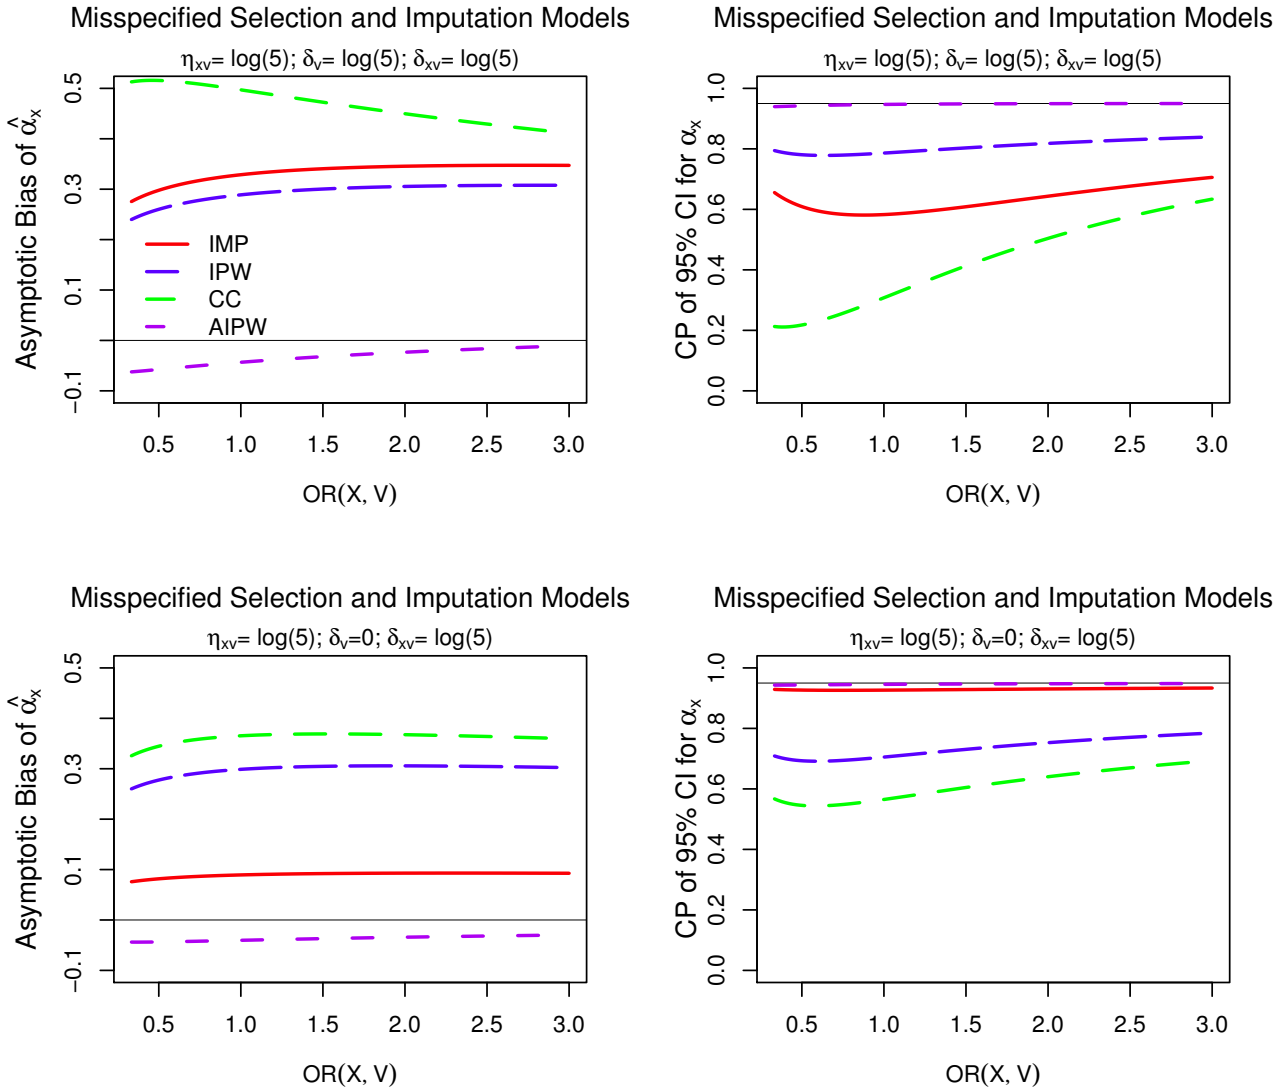 Misspecified Selection and Imputation Models
ηxv= log(5); δv= log(5); δxv= log(5)
Asymptotic Bias of α̂x
0.5
0.3
0.1
−0.1
IMP
IPW
CC
AIPW
0.5 1.0 1.5 2.0 2.5 3.0
OR(X, V)
Misspecified Selection and Imputation Models
ηxv= log(5); δv= log(5); δxv= log(5)
CP of 95% CI for αx
1.0
0.8
0.6
0.4
0.2
0.0
0.5 1.0 1.5 2.0 2.5 3.0
OR(X, V)
Misspecified Selection and Imputation Models
ηxv= log(5); δv=0; δxv= log(5)
Asymptotic Bias of α̂x
0.5
0.3
0.1
−0.1
0.5 1.0 1.5 2.0 2.5 3.0
OR(X, V)
Misspecified Selection and Imputation Models
ηxv= log(5); δv=0; δxv= log(5)
CP of 95% CI for αx
1.0
0.8
0.6
0.4
0.2
0.0
0.5 1.0 1.5 2.0 2.5 3.0
OR(X, V)